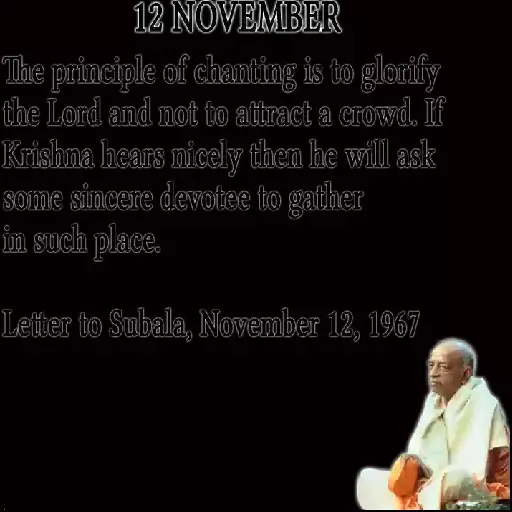 12 NOVEMBER
The principle of chanting is to glorify
the Lord and not to attract a crowd. If
Krishna hears nicely then he will ask
some sincere devotee to gather
in such place.
Letter to Subala, November 12, 1967